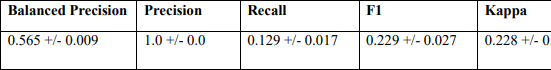 Balanced Precision Precision Recall F1 Kappa
0.565 +/- 0.009 1.0 +/- 0.0 0.129 +/- 0.017 0.229 +/- 0.027 0.228 +/- 0